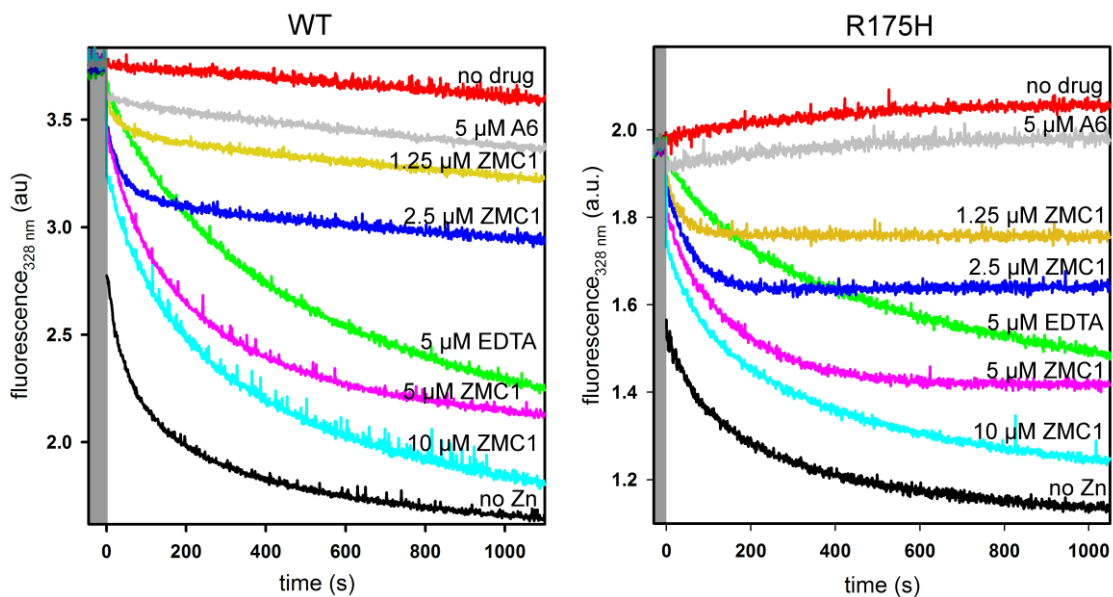 WT
no drug
5 µM A6
1.25 µM ZMC1
2.5 µM ZMC1
5 µM EDTA
5 µM ZMC1
10 µM ZMC1
no Zn
3.5
3.0
2.5
2.0
fluorescence328 nm (au)
0 200 400 600 800 1000
time (s)
R175H
no drug
5 µM A6
1.25 µM ZMC1
2.5 µM ZMC1
5 µM EDTA
5 µM ZMC1
10 µM ZMC1
no Zn
2.0
1.8
1.6
1.4
1.2
fluorescence328 nm (a.u.)
0 200 400 600 800 1000
time (s)